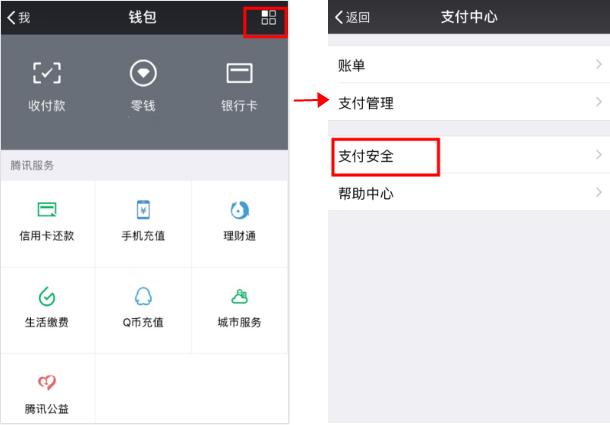 我
钱包
收付款
零钱
银行卡
腾讯服务
信用卡还款
手机充值
理财通
生活缴费
Q币充值
城市服务
腾讯公益
返回
支付中心
账单
支付管理
支付安全
帮助中心